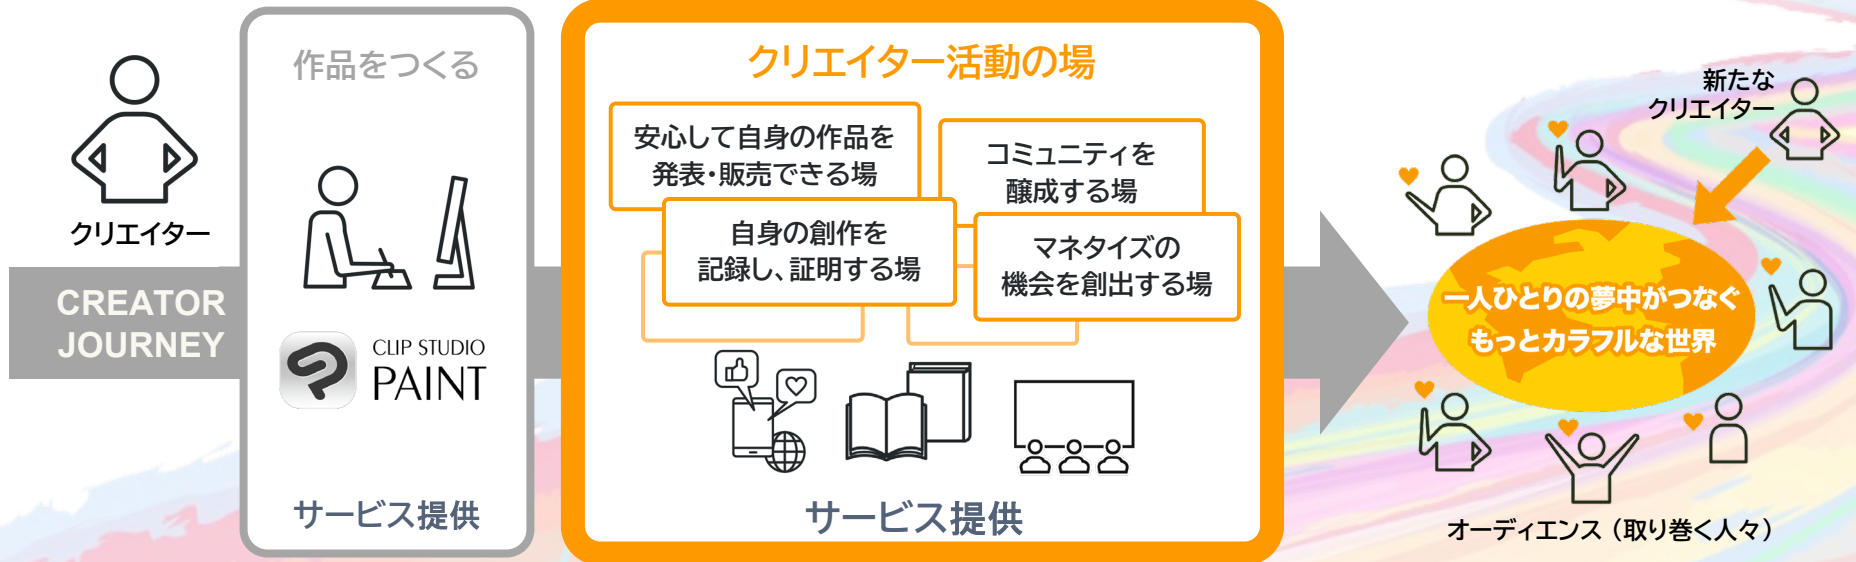 クリエイター
CREATOR
JOURNEY
作品をつくる
CLIP STUDIO
PAINT
サービス提供
クリエイター活動の場
安心して自身の作品を
発表・販売できる場
コミュニティを
醸成する場
自身の創作を
記録し、証明する場
マネタイズの
機会を創出する場
サービス提供
新たな
クリエイター
一人ひとりの夢中がつなぐ
もっとカラフルな世界
オーディエンス（取り巻く人々）